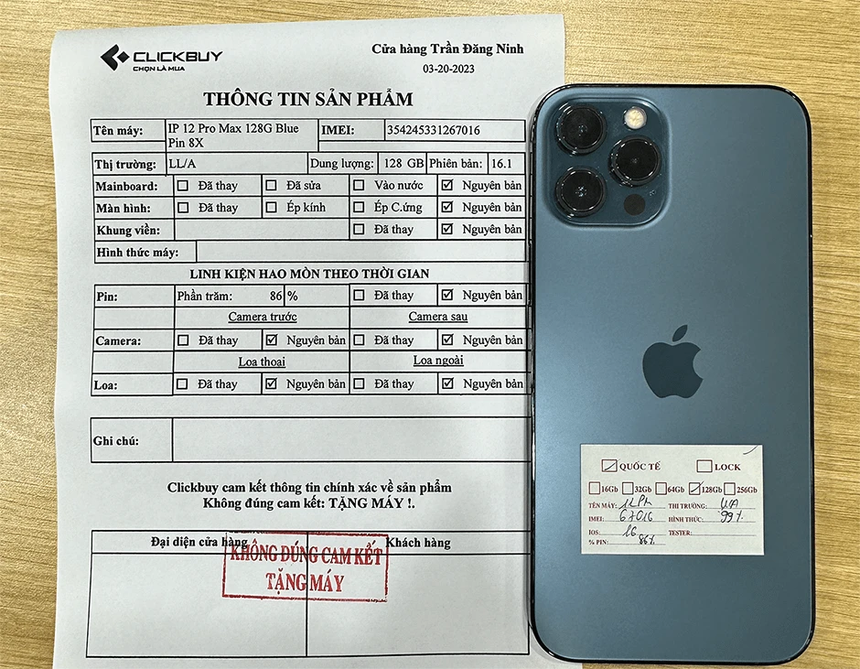 CLICKBUY
CHỌN LÀ MUA
Cửa hàng Trần Đăng Ninh
03-20-2023
THÔNG TIN SẢN PHẨM
Tên máy: IP 12 Pro Max 128G Blue Pin 8X IMEI: 354245331267016
Thị trường: LL/A Dung lượng: 128 GB Phiên bản: 16.1
Mainboard: ☐ Đã thay ☐ Đã sửa ☐ Vào nước ☑ Nguyên bản
Màn hình: ☐ Đã thay ☐ Ép kính ☐ Ép C.ứng ☑ Nguyên bản
Khung viền: ☐ Đã thay ☑ Nguyên bản
Hình thức máy:
LINH KIỆN HAO MÒN THEO THỜI GIAN
Pin: Phần trăm: 86 % ☐ Đã thay ☑ Nguyên bản
Camera trước Camera sau
Camera: ☐ Đã thay ☑ Nguyên bản ☐ Đã thay ☑ Nguyên bản
Loa thoại Loa ngoài
Loa: ☐ Đã thay ☑ Nguyên bản ☐ Đã thay ☑ Nguyên bản
Ghi chú:
Clickbuy cam kết thông tin chính xác về sản phẩm
Không đúng cam kết: TẶNG MÁY !.
Đại diện cửa hàng Khách hàng
KHÔNG ĐÚNG CAM KẾT
TẶNG MÁY
☑ QUỐC TẾ ☐ LOCK
☐ 16Gb ☐ 32Gb ☐ 64Gb ☑ 128Gb ☐ 256Gb
TÊN MÁY: 12 PM THỊ TRƯỜNG: LL/A
IMEI: 67016 HÌNH THỨC: 99%
IOS: 16 TESTER:
% PIN: 86%